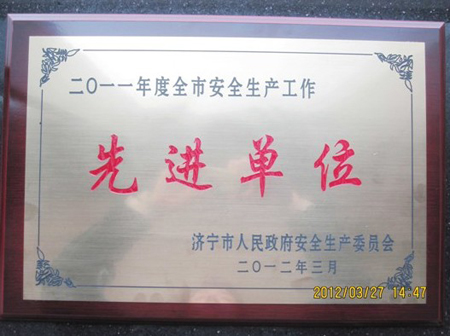 二〇一一年度全市安全生产工作
先进单位
济宁市人民政府安全生产委员会
二〇一二年三月
2012/03/27 14:47